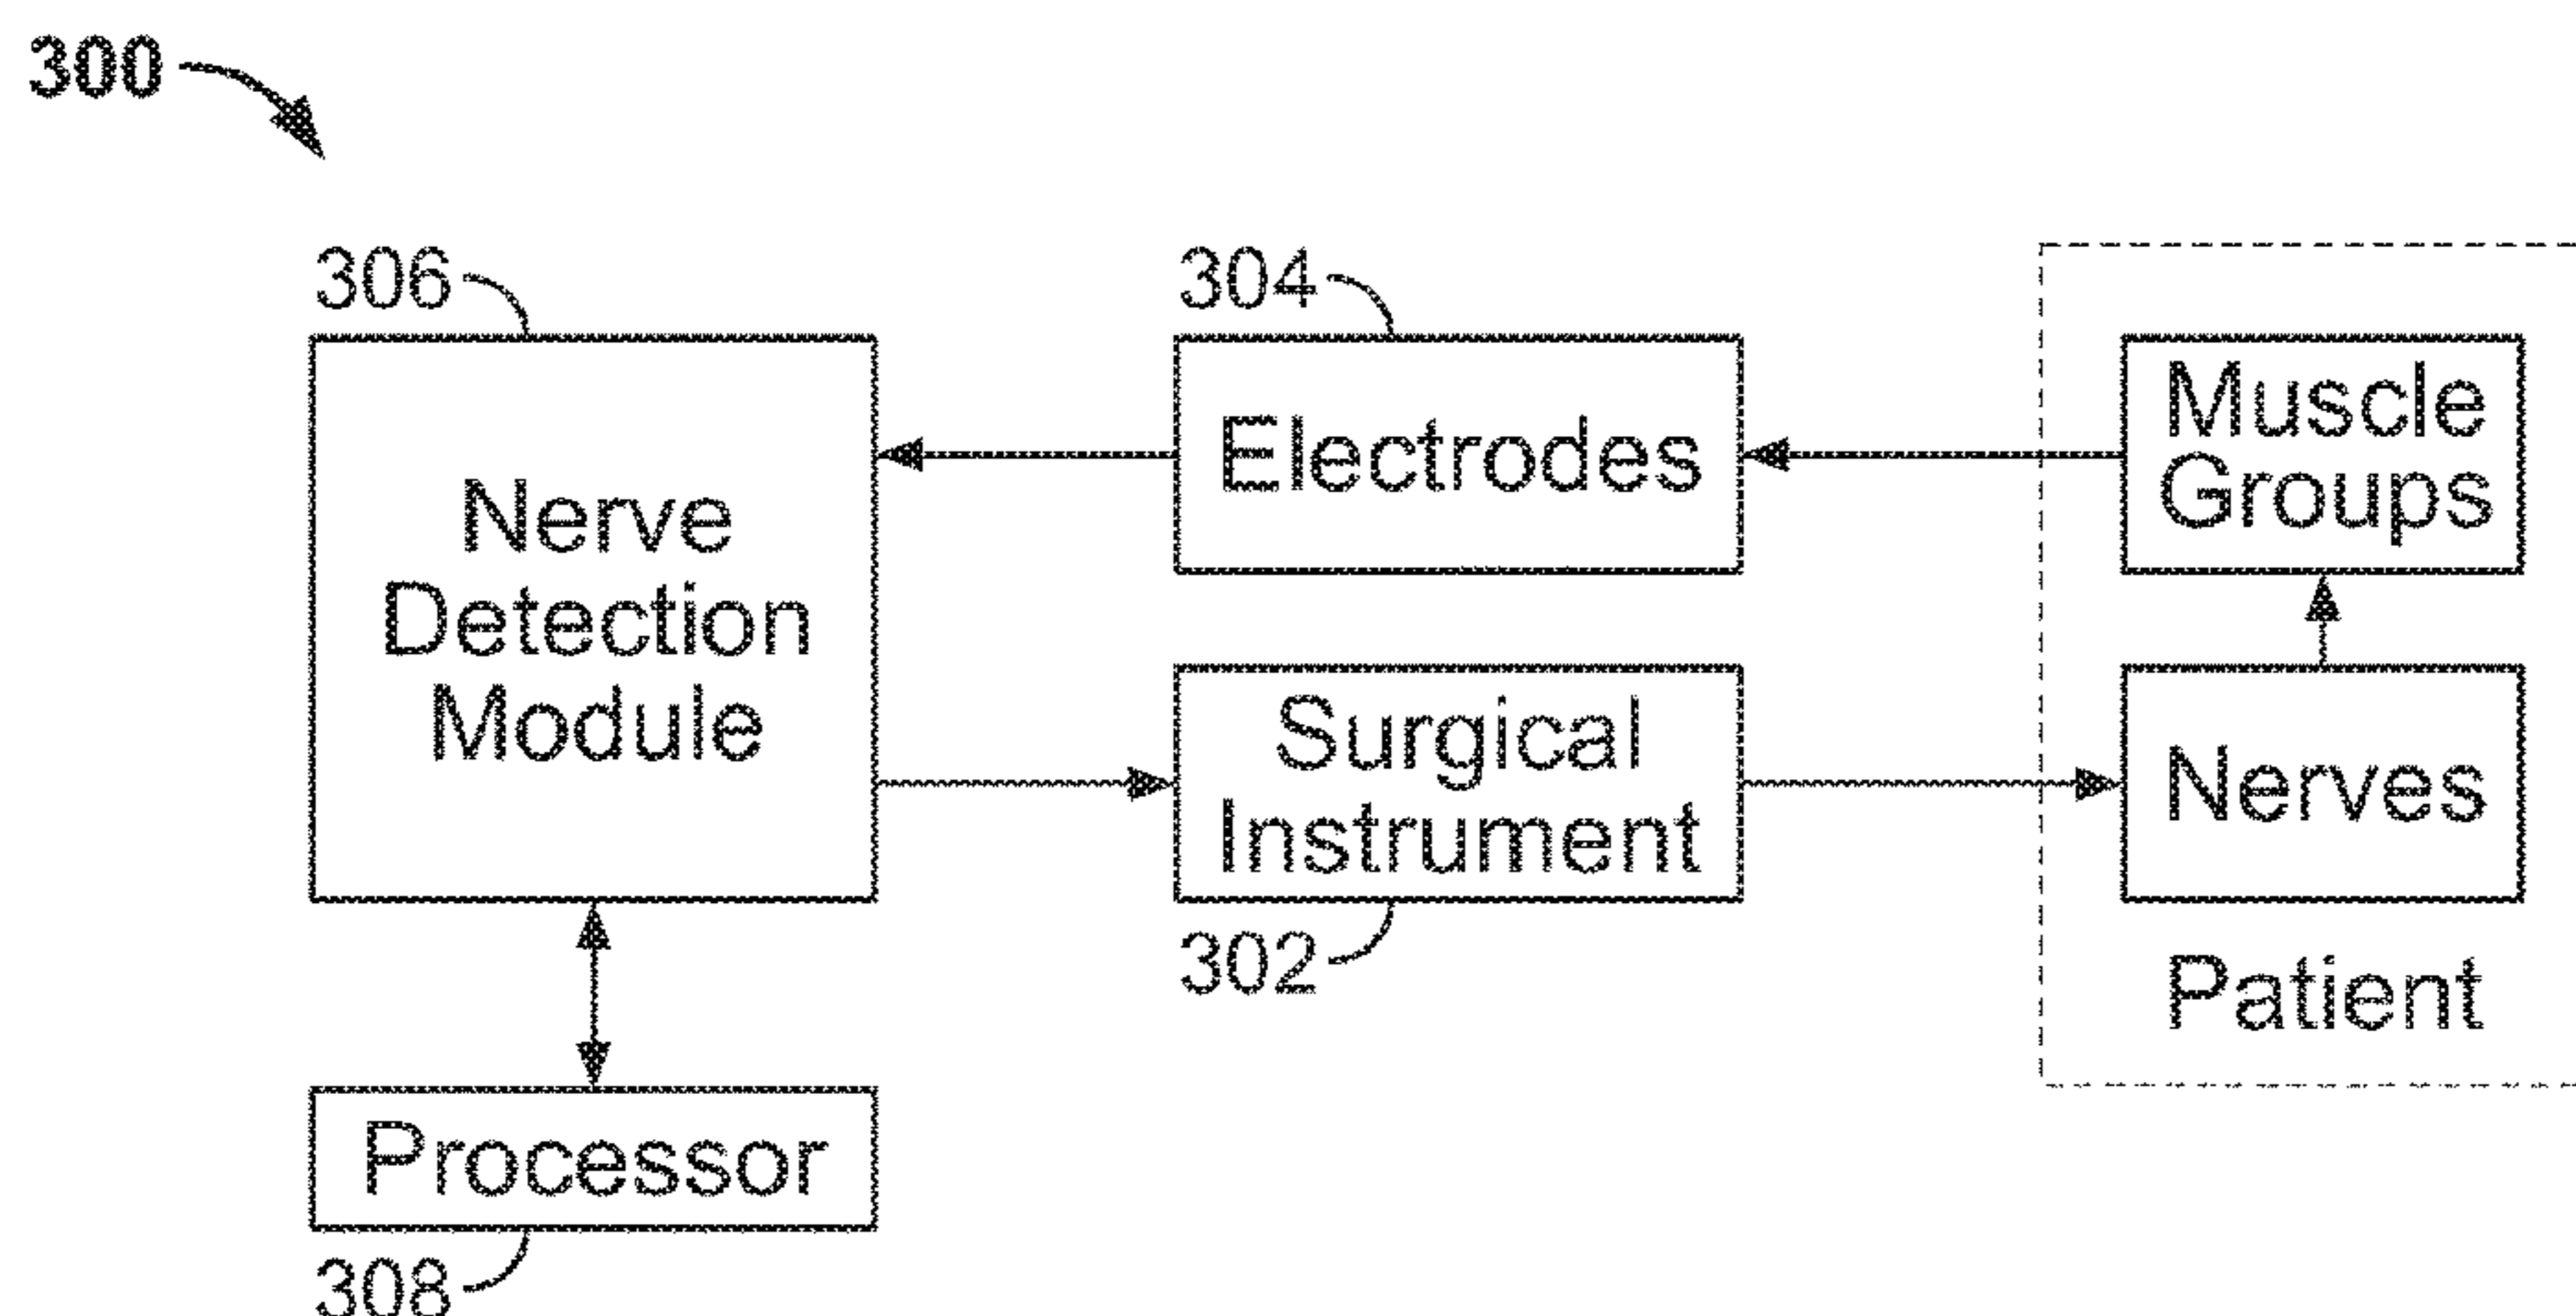 300
306
304
Nerve
Detection
Module
Electrodes
Muscle
Groups
Surgical
Instrument
Nerves
302
Patient
Processor
308